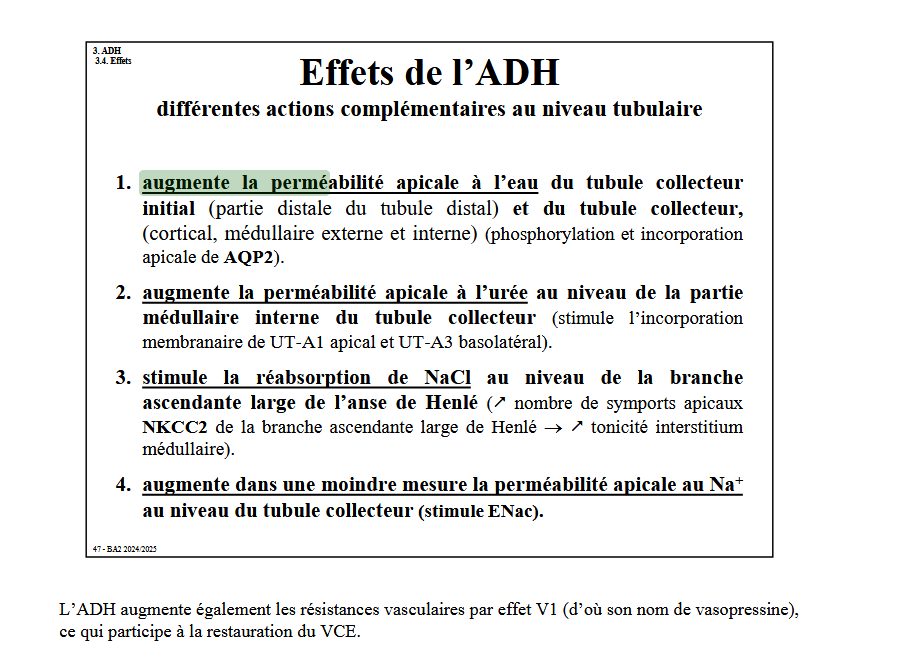 3. ADH
3.4. Effets
Effets de l’ADH
différentes actions complémentaires au niveau tubulaire
1. augmente la perméabilité apicale à l’eau du tubule collecteur
initial (partie distale du tubule distal) et du tubule collecteur,
(cortical, médullaire externe et interne) (phosphorylation et incorporation
apicale de AQP2).
2. augmente la perméabilité apicale à l’urée au niveau de la partie
médullaire interne du tubule collecteur (stimule l’incorporation
membranaire de UT-A1 apical et UT-A3 basolatéral).
3. stimule la réabsorption de NaCl au niveau de la branche
ascendante large de l’anse de Henlé (↗ nombre de symports apicaux
NKCC2 de la branche ascendante large de Henlé → ↗ tonicité interstitium
médullaire).
4. augmente dans une moindre mesure la perméabilité apicale au Na⁺
au niveau du tubule collecteur (stimule ENac).
47 - BA2 2024/2025
L’ADH augmente également les résistances vasculaires par effet V1 (d’où son nom de vasopressine),
ce qui participe à la restauration du VCE.